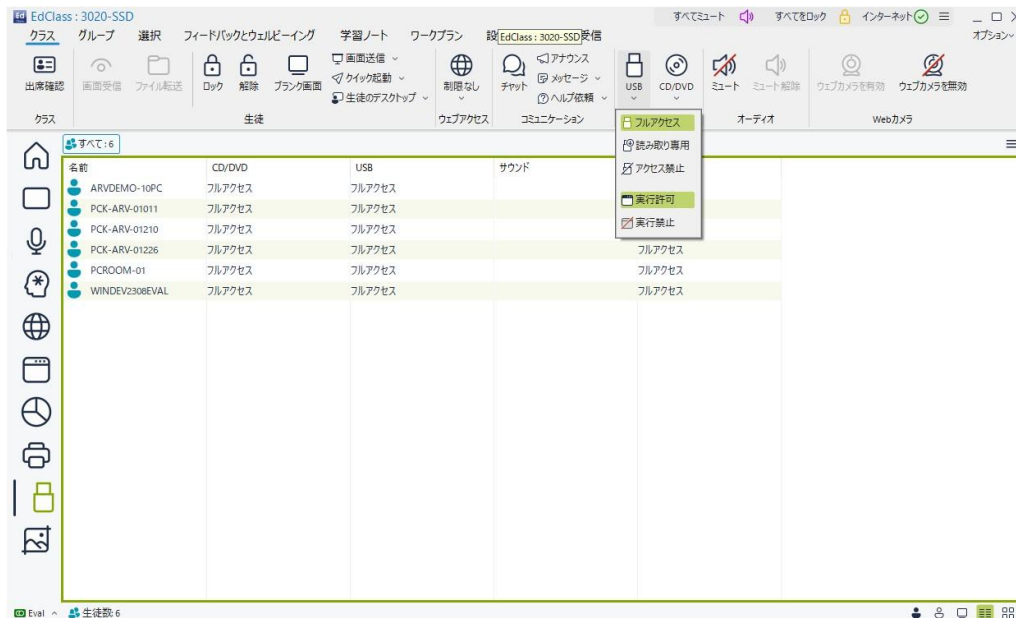 Ed EdClass : 3020-SSD すべてミュート すべてをロック インターネット
クラス グループ 選択 フィードバックとウェルビーイング 学習ノート ワークプラン 設 EdClass : 3020-SSD 受信 オプション
画面送信 アナウンス
クイック起動 メッセージ
生徒のデスクトップ ヘルプ依頼
出席確認 画面受信 ファイル転送 ロック 解除 ブランク画面 制限なし チャット USB CD/DVD ミュート ミュート解除 ウェブカメラを有効 ウェブカメラを無効
クラス 生徒 ウェブアクセス コミュニケーション オーディオ Webカメラ
フルアクセス
読み取り専用
アクセス禁止
実行許可
実行禁止
すべて:6
名前 CD/DVD USB サウンド
ARVDEMO-10PC フルアクセス フルアクセス
PCK-ARV-01011 フルアクセス フルアクセス
PCK-ARV-01210 フルアクセス フルアクセス
PCK-ARV-01226 フルアクセス フルアクセス フルアクセス
PCROOM-01 フルアクセス フルアクセス フルアクセス
WINDEV2308EVAL フルアクセス フルアクセス フルアクセス
Eval 生徒数: 6